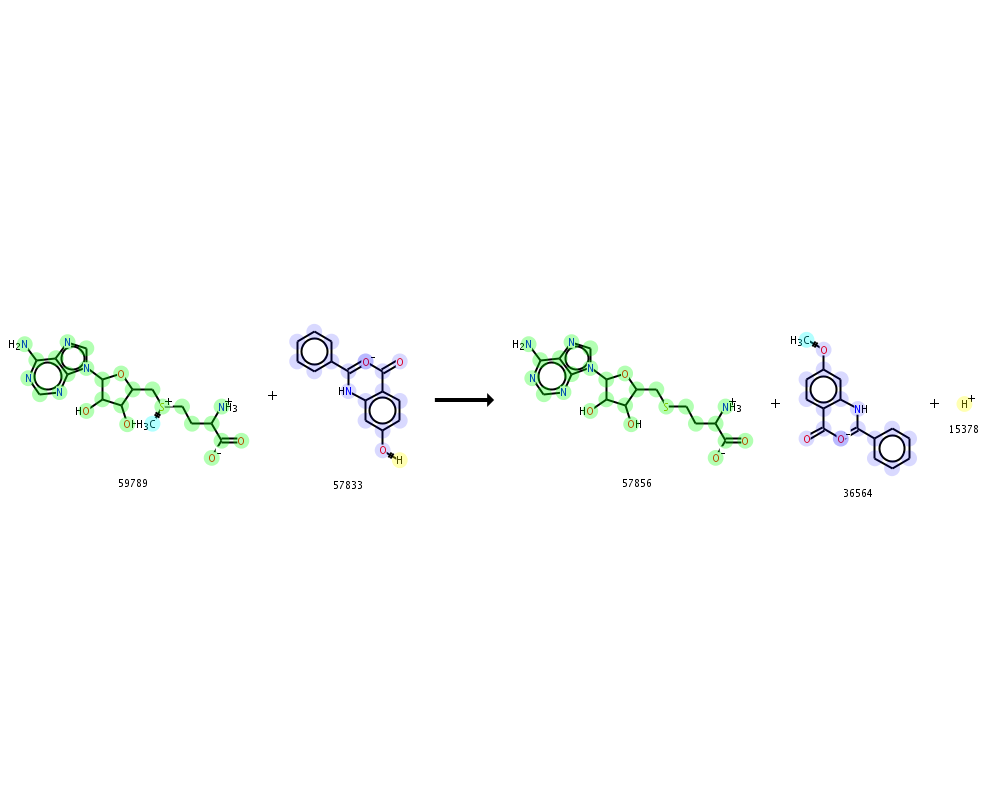 H₂N
N
N
N
N
O
HO
OH
H₃C
S⁺
NH₃⁺
O
O⁻
59789
+
O⁻
O
HN
O
H
57833
H₂N
N
N
N
N
O
HO
OH
S
NH₃⁺
O
O⁻
57856
+
H₃C
O
NH
O
O⁻
36564
+
H⁺
15378